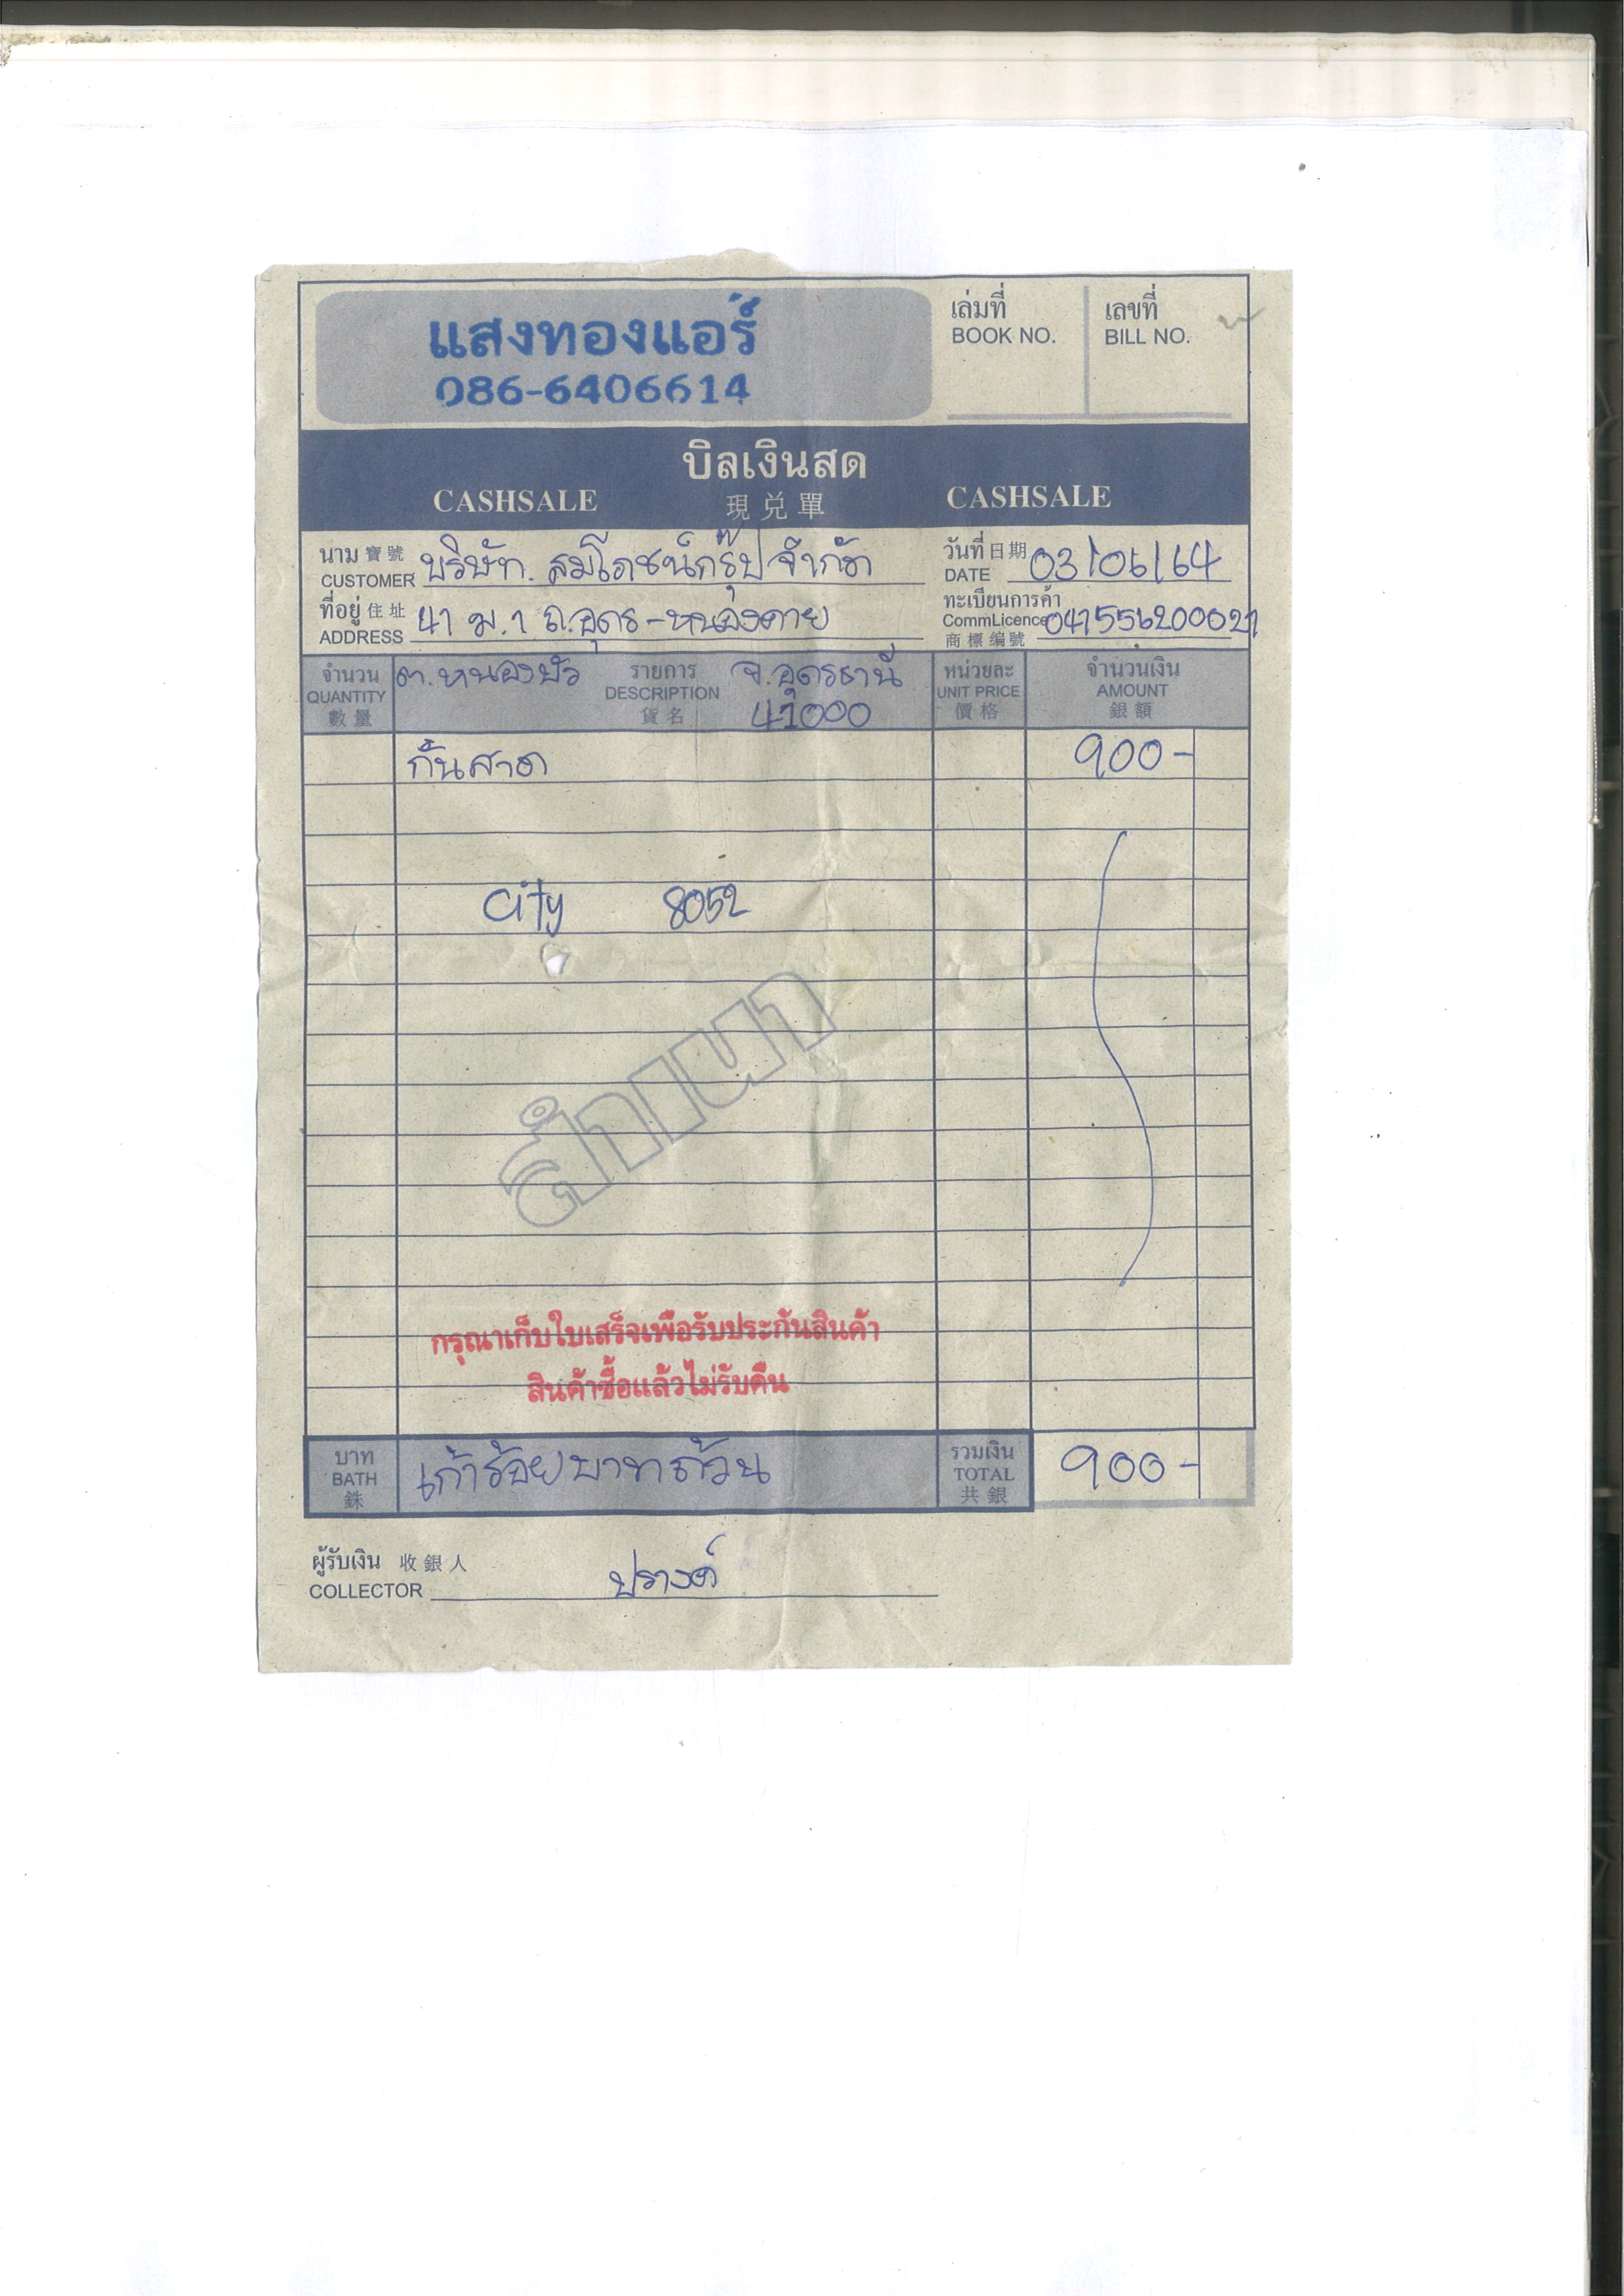 แสงทองแอร์
086-6406614
เล่มที่
BOOK NO.
เลขที่
BILL NO.
บิลเงินสด
CASHSALE 現兌單 CASHSALE
นาม 寶號
CUSTOMER บริษัท. สมโภชน์กรุ๊ป จำกัด
วันที่ 日期
DATE 03/06/64
ที่อยู่ 住址
ADDRESS 41 ม.1 ถ.อุดร-หนองคาย
ทะเบียนการค้า
CommLicence
商標编號
จำนวน
QUANTITY
數量
ต.หนองบัว
รายการ
DESCRIPTION
貨名
จ.อุดรธานี
41000
หน่วยละ
UNIT PRICE
價格
จำนวนเงิน
AMOUNT
銀額
กั้นสาด 900-
City 8052
สำเนา
กรุณาเก็บใบเสร็จเพื่อรับประกันสินค้า
สินค้าซื้อแล้วไม่รับคืน
บาท
BATH
銖
เก้าร้อยบาทถ้วน
รวมเงิน
TOTAL
共銀
900-
ผู้รับเงิน 收銀人
COLLECTOR ปรางค์